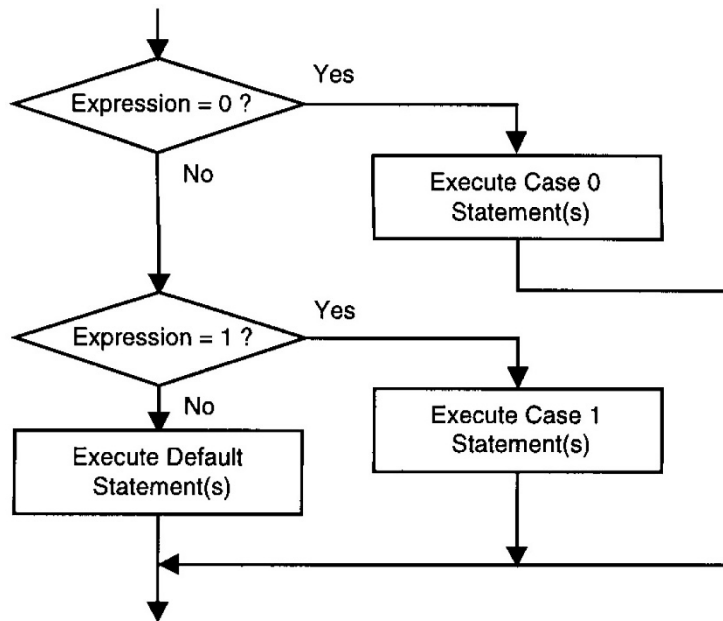 Yes
Expression = 0 ?
No
Execute Case 0
Statement(s)
Yes
Expression = 1 ?
No
Execute Case 1
Statement(s)
Execute Default
Statement(s)